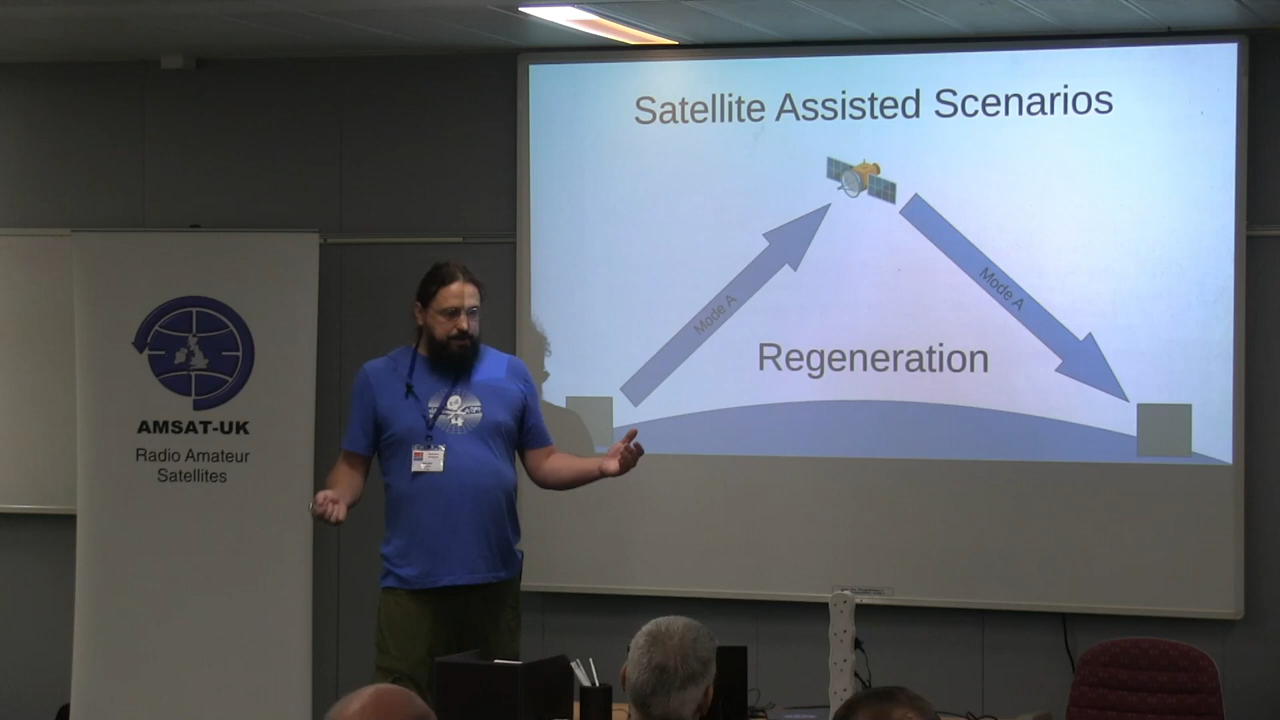 Satellite Assisted Scenarios
Mode A
Mode A
Regeneration
AMSAT-UK
Radio Amateur
Satellites